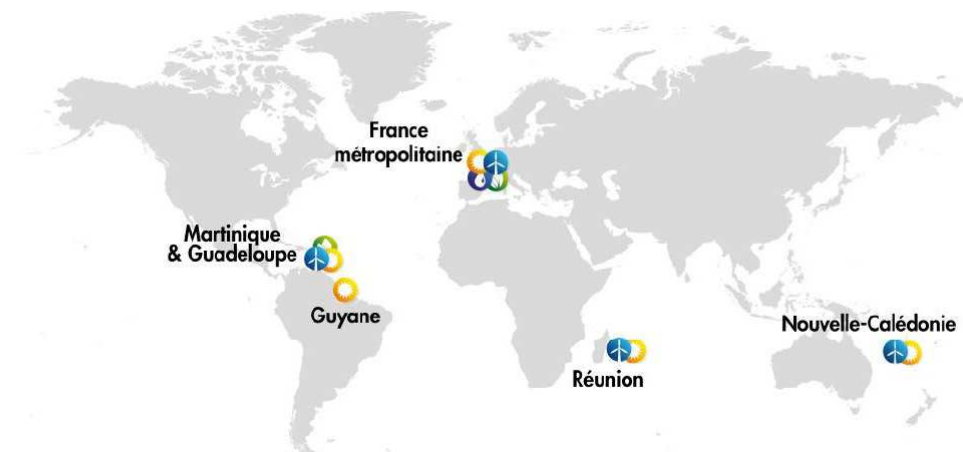 France
métropolitaine
Martinique
& Guadeloupe
Guyane
Nouvelle-Calédonie
Réunion